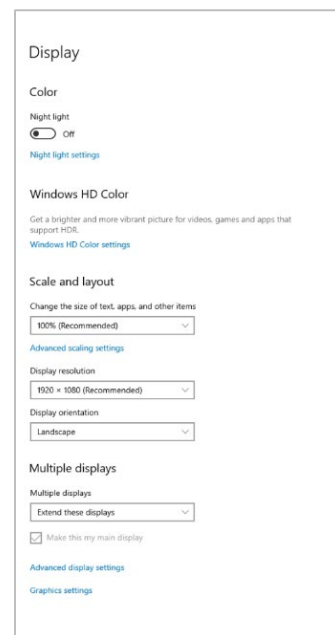 Display
Color
Night light
Off
Night light settings
Windows HD Color
Get a brighter and more vibrant picture for videos, games and apps that
support HDR.
Windows HD Color settings
Scale and layout
Change the size of text, apps, and other items
100% (Recommended)
Advanced scaling settings
Display resolution
1920 × 1080 (Recommended)
Display orientation
Landscape
Multiple displays
Multiple displays
Extend these displays
Make this my main display
Advanced display settings
Graphics settings